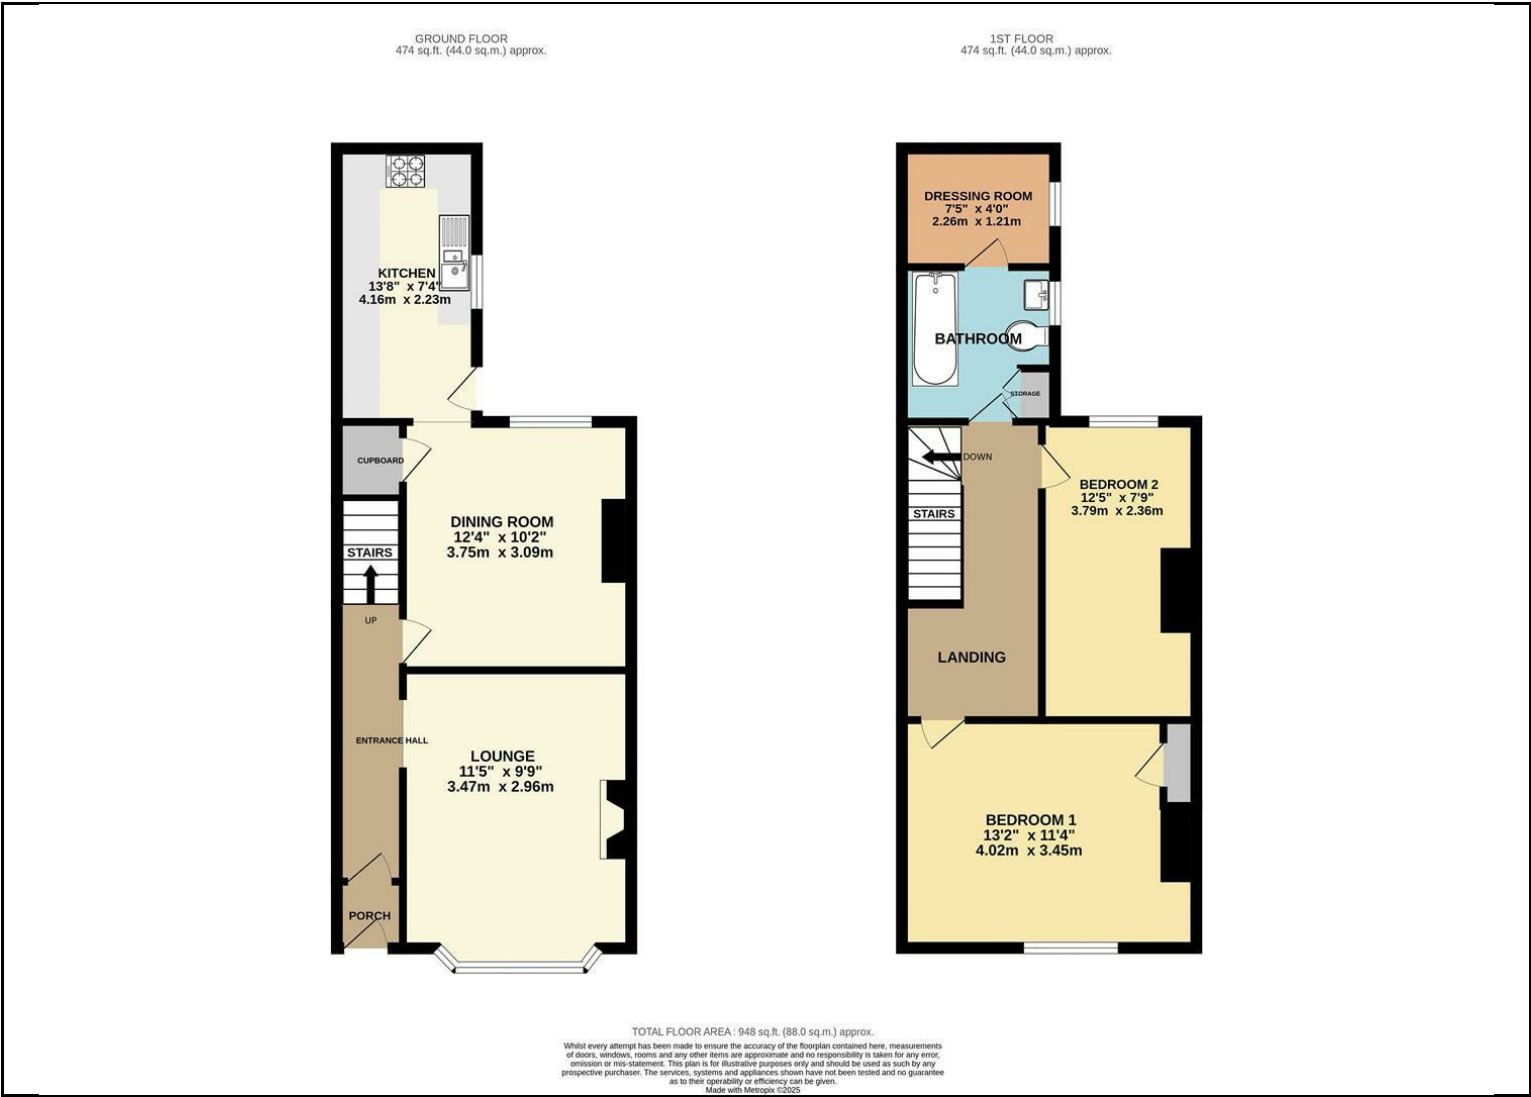 GROUND FLOOR
474 sq.ft. (44.0 sq.m.) approx.
1ST FLOOR
474 sq.ft. (44.0 sq.m.) approx.
KITCHEN
13'8" x 7'4"
4.16m x 2.23m
CUPBOARD
DINING ROOM
12'4" x 10'2"
3.75m x 3.09m
STAIRS
UP
ENTRANCE HALL
LOUNGE
11'5" x 9'9"
3.47m x 2.96m
PORCH
DRESSING ROOM
7'5" x 4'0"
2.26m x 1.21m
BATHROOM
STORAGE
DOWN
STAIRS
BEDROOM 2
12'5" x 7'9"
3.79m x 2.36m
LANDING
BEDROOM 1
13'2" x 11'4"
4.02m x 3.45m
TOTAL FLOOR AREA : 948 sq.ft. (88.0 sq.m.) approx.
Whilst every attempt has been made to ensure the accuracy of the floorplan contained here, measurements
of doors, windows, rooms and any other items are approximate and no responsibility is taken for any error,
omission or mis-statement. This plan is for illustrative purposes only and should be used as such by any
prospective purchaser. The services, systems and appliances shown have not been tested and no guarantee
as to their operability or efficiency can be given.
Made with Metropix ©2025